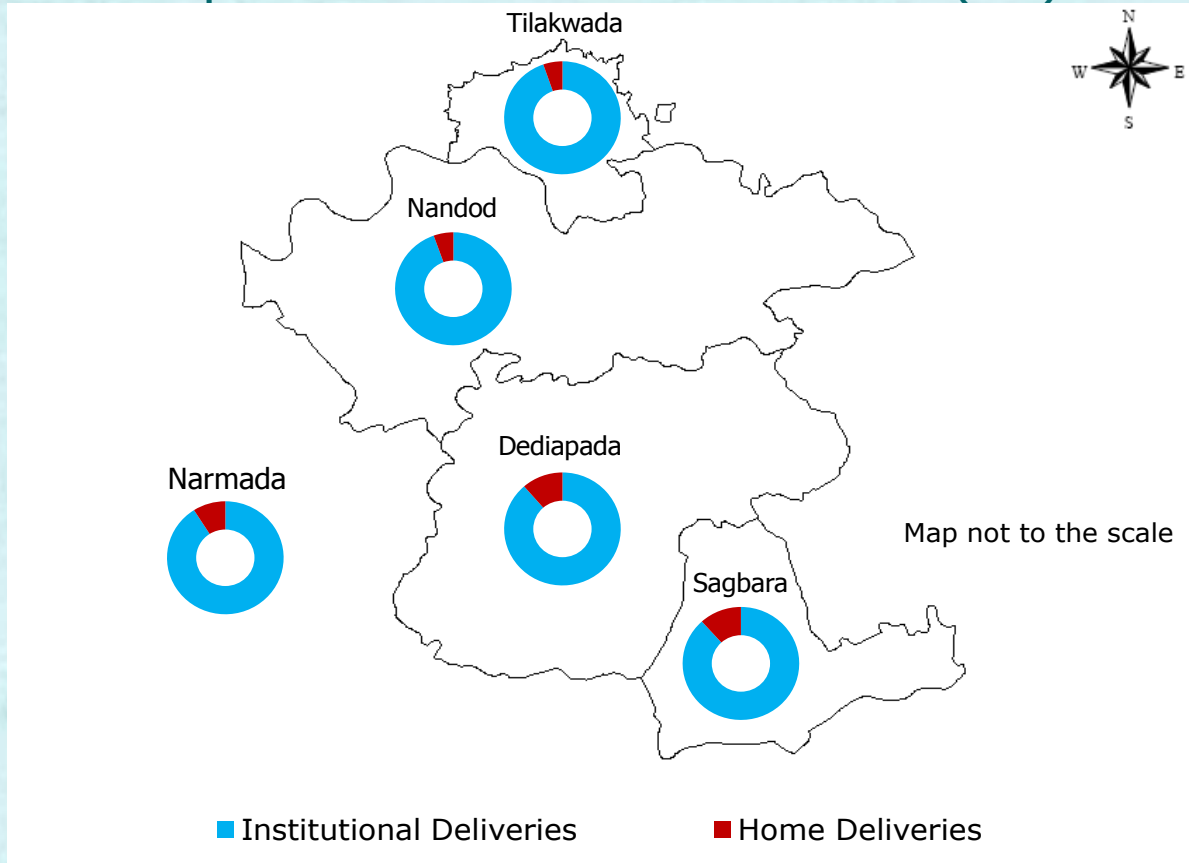 Tilakwada
N
W E
S
Nandod
Dediapada
Narmada
Map not to the scale
Sagbara
Institutional Deliveries
Home Deliveries